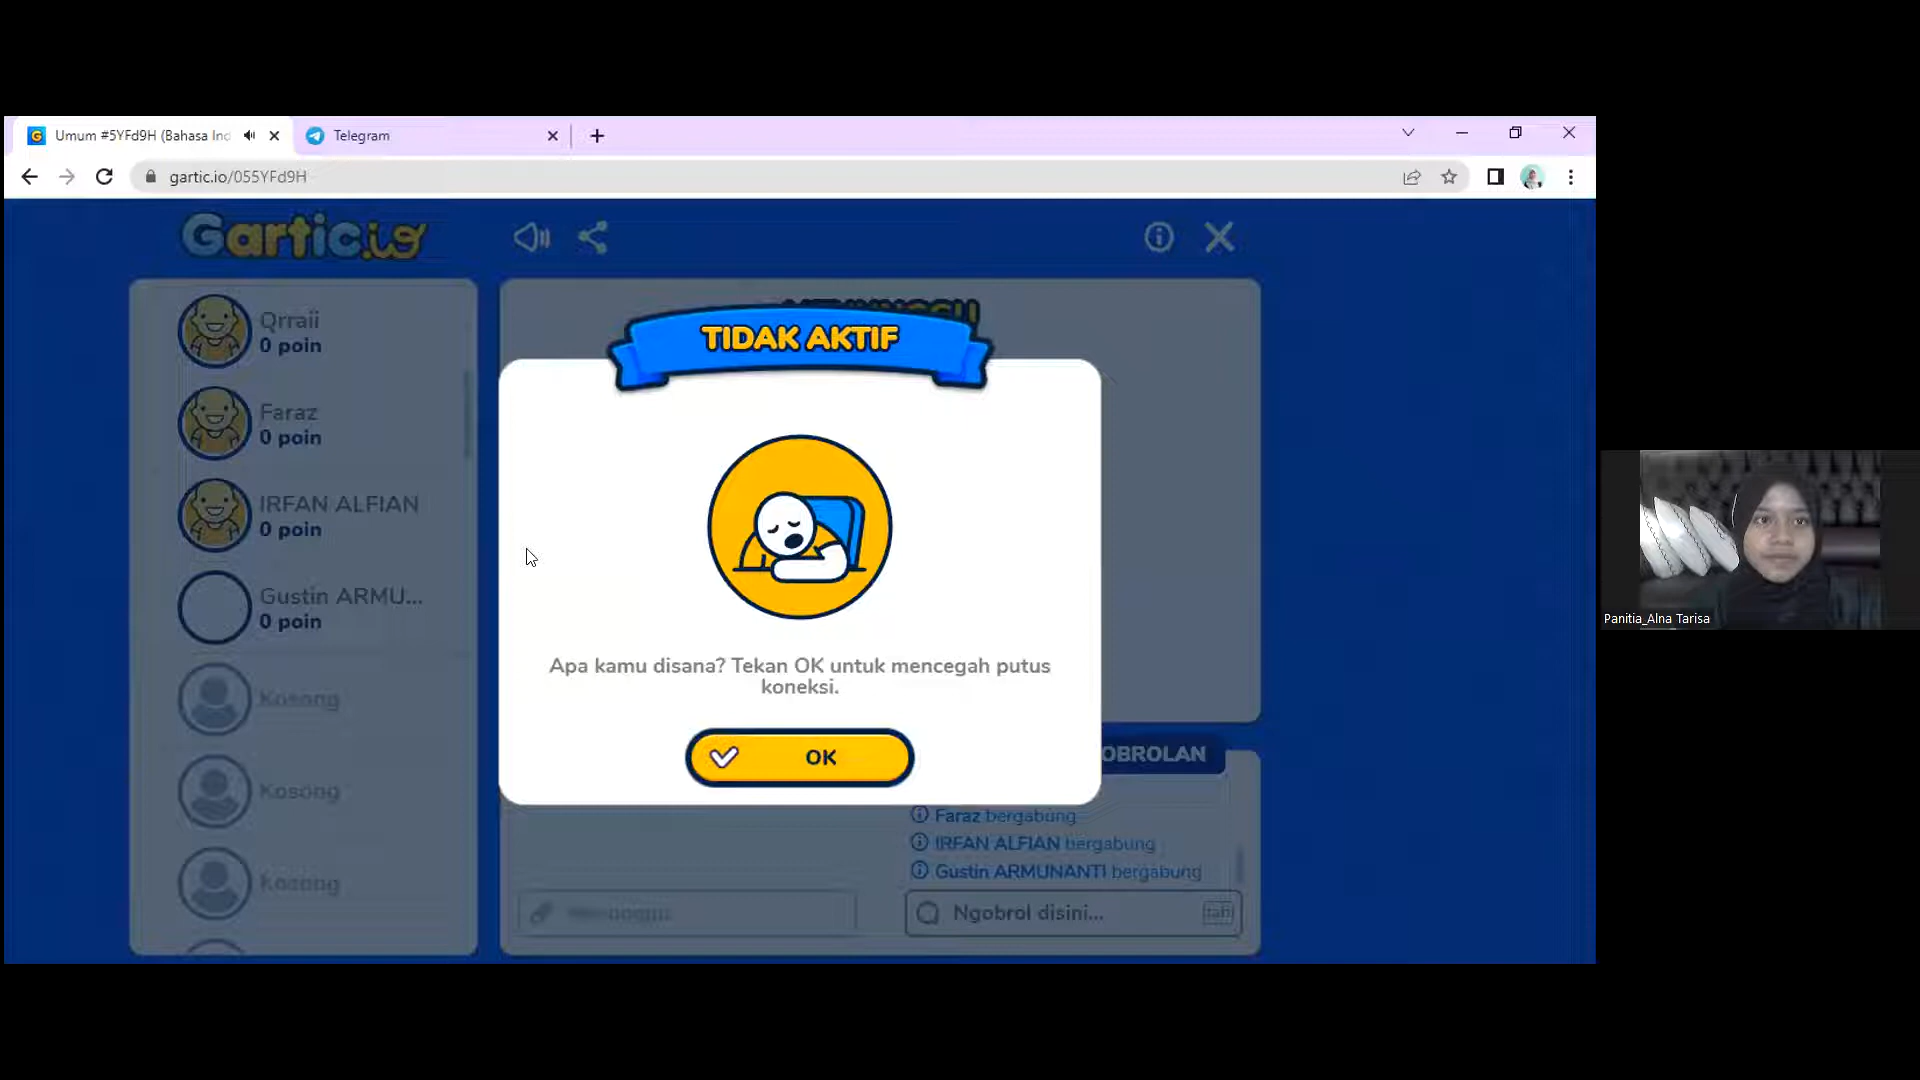 Umum #5YFd9H (Bahasa Ind
Telegram
gartic.io/055YFd9H
Gartic.io
Qrraii
0 poin
Faraz
0 poin
IRFAN ALFIAN
0 poin
Gustin ARMU...
0 poin
Kosong
Kosong
Kosong
TIDAK AKTIF
Apa kamu disana? Tekan OK untuk mencegah putus
koneksi.
OK
OBROLAN
Faraz bergabung
IRFAN ALFIAN bergabung
Gustin ARMUNANTI bergabung
Ngobrol disini...
tab
Panitia_Alna Tarisa